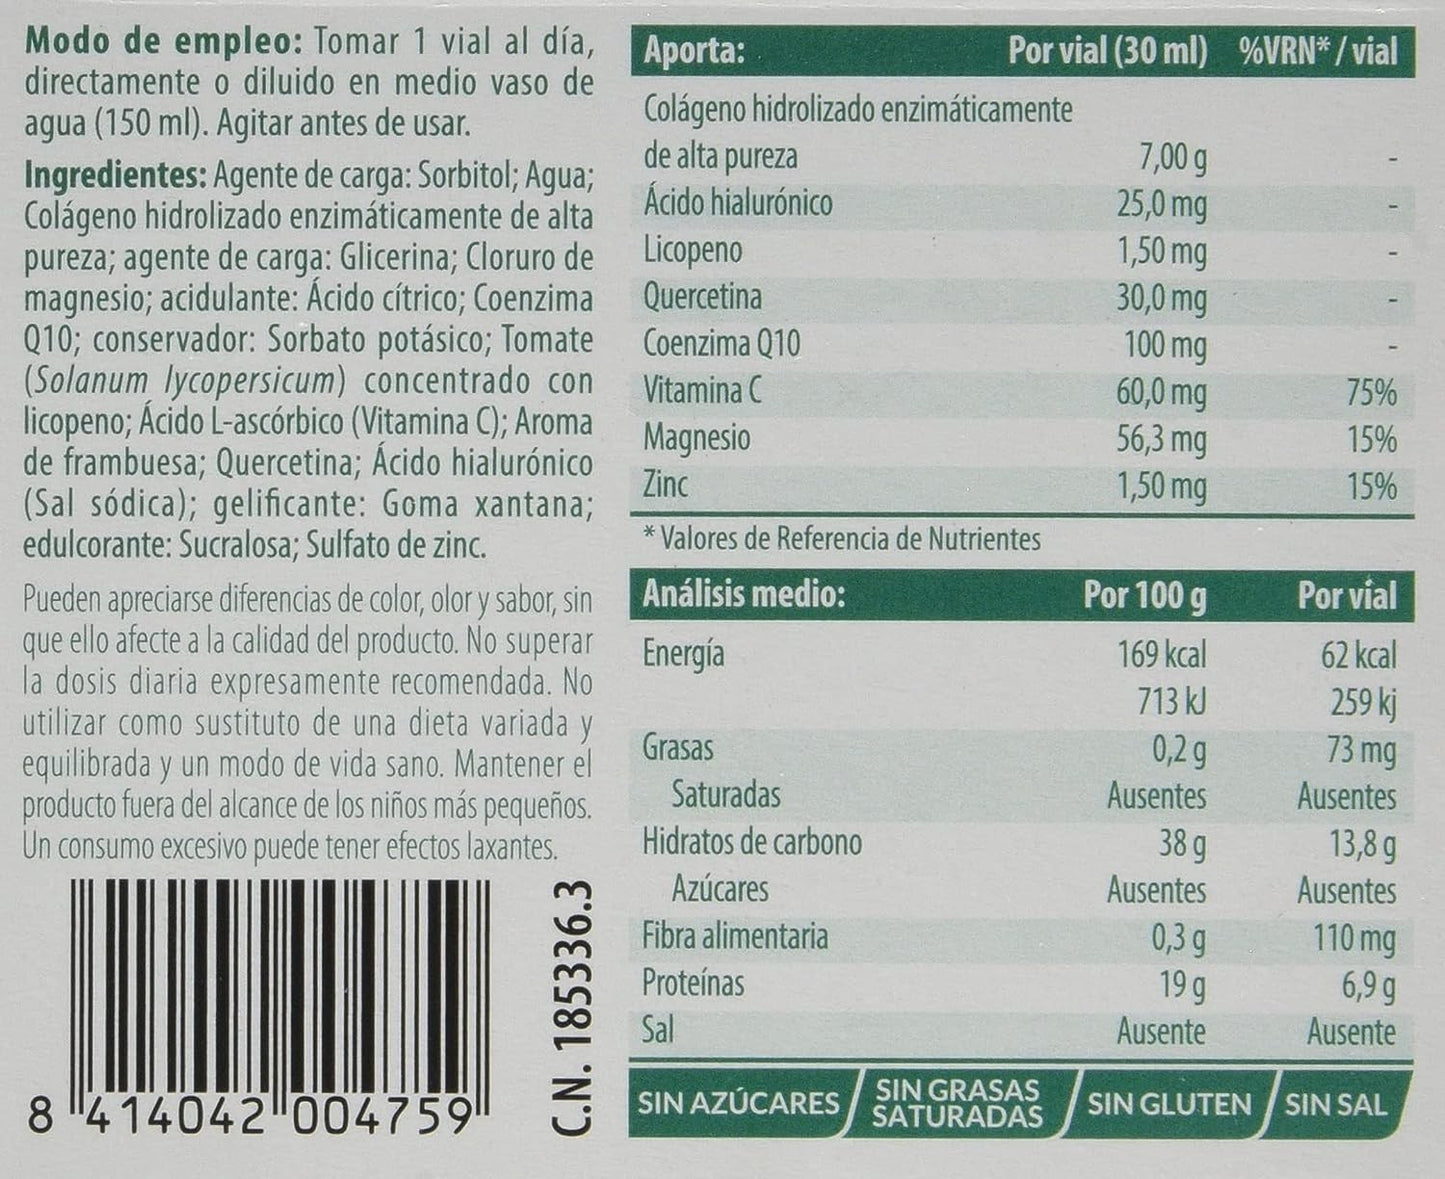 Modo de empleo: Tomar 1 vial al día,
directamente o diluido en medio vaso de
agua (150 ml). Agitar antes de usar.
Ingredientes: Agente de carga: Sorbitol; Agua;
Colágeno hidrolizado enzimáticamente de alta
pureza; agente de carga: Glicerina; Cloruro de
magnesio; acidulante: Ácido cítrico; Coenzima
Q10; conservador: Sorbato potásico; Tomate
(Solanum lycopersicum) concentrado con
licopeno; Ácido L-ascórbico (Vitamina C); Aroma
de frambuesa; Quercetina; Ácido hialurónico
(Sal sódica); gelificante: Goma xantana;
edulcorante: Sucralosa; Sulfato de zinc.
Pueden apreciarse diferencias de color, olor y sabor, sin
que ello afecte a la calidad del producto. No superar
la dosis diaria expresamente recomendada. No
utilizar como sustituto de una dieta variada y
equilibrada y un modo de vida sano. Mantener el
producto fuera del alcance de los niños más pequeños.
Un consumo excesivo puede tener efectos laxantes.
8 414042 004759
C.N. 185336.3
Aporta: Por vial (30 ml) %VRN* / vial
Colágeno hidrolizado enzimáticamente
de alta pureza 7,00 g -
Ácido hialurónico 25,0 mg -
Licopeno 1,50 mg -
Quercetina 30,0 mg -
Coenzima Q10 100 mg -
Vitamina C 60,0 mg 75%
Magnesio 56,3 mg 15%
Zinc 1,50 mg 15%
* Valores de Referencia de Nutrientes
Análisis medio: Por 100 g Por vial
Energía 169 kcal 62 kcal
713 kJ 259 kj
Grasas 0,2 g 73 mg
Saturadas Ausentes Ausentes
Hidratos de carbono 38 g 13,8 g
Azúcares Ausentes Ausentes
Fibra alimentaria 0,3 g 110 mg
Proteínas 19 g 6,9 g
Sal Ausente Ausente
SIN AZÚCARES
SIN GRASAS
SATURADAS
SIN GLUTEN
SIN SAL